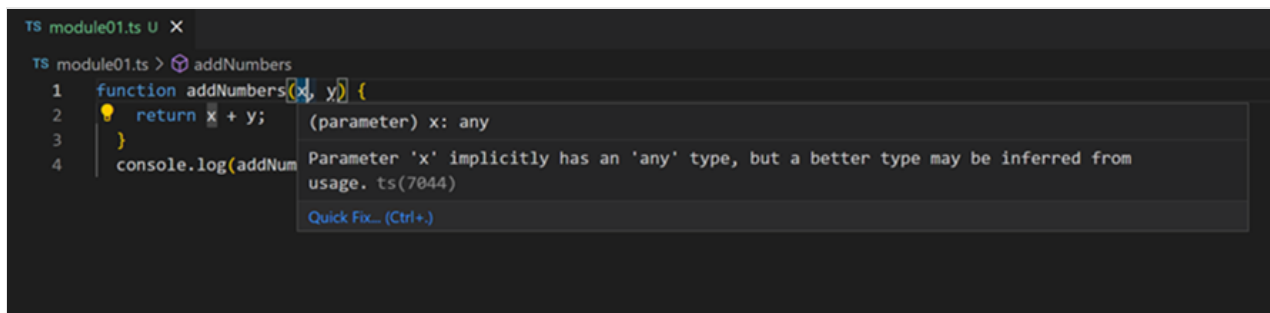 TS module01.ts U ×
TS module01.ts > addNumbers
1 function addNumbers(x, y) {
2 return x + y;
3 }
4 console.log(addNum
(parameter) x: any
Parameter 'x' implicitly has an 'any' type, but a better type may be inferred from
usage. ts(7044)
Quick Fix... (Ctrl+.)